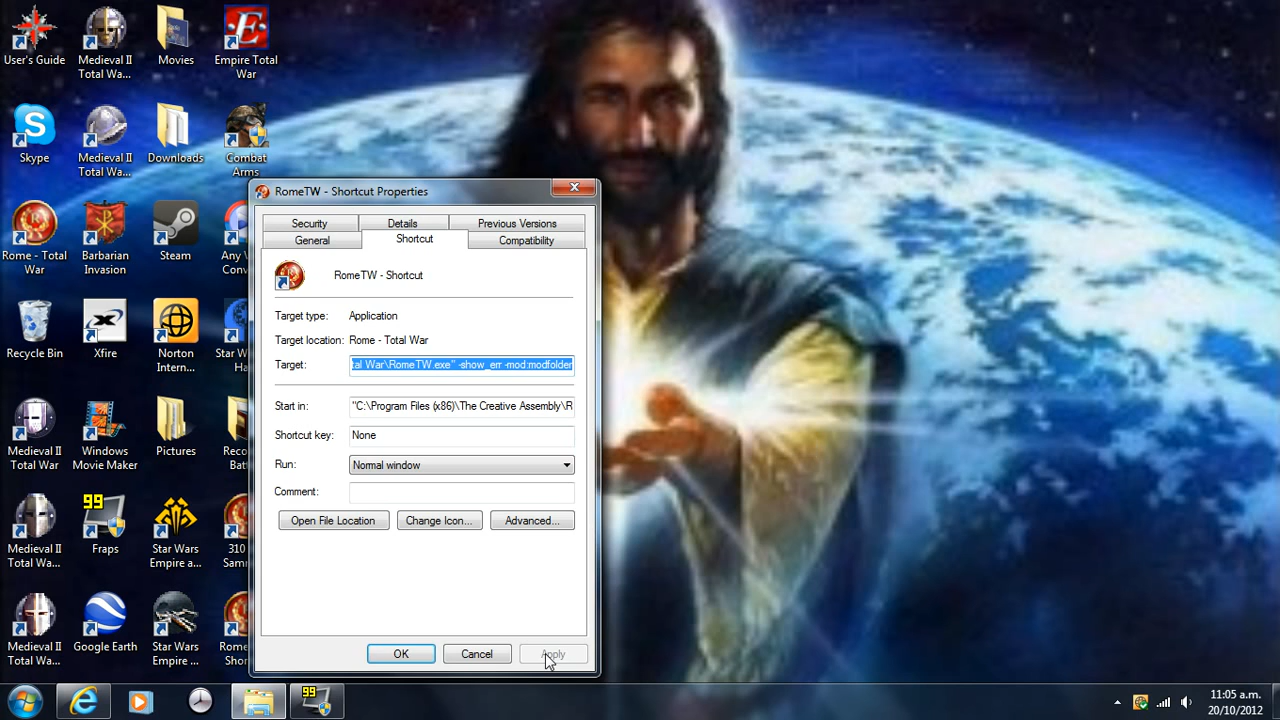 User's Guide
Medieval II
Total Wa...
Movies
Empire Total
War
Skype
Medieval II
Total Wa...
Downloads
Combat
Arms
Rome - Total
War
Barbarian
Invasion
Steam
Any V
Conv
Recycle Bin
Xfire
Norton
Intern...
Star W
Ha
Medieval II
Total War
Windows
Movie Maker
Pictures
Reco
Batt
Medieval II
Total Wa...
99
Fraps
Star Wars
Empire a...
310
Samn
Medieval II
Total Wa...
Google Earth
Star Wars
Empire ...
Rome
Shor
RomeTW - Shortcut Properties
Security
Details
Previous Versions
General
Shortcut
Compatibility
RomeTW - Shortcut
Target type: Application
Target location: Rome - Total War
Target: tal War\RomeTW.exe" -show_err -mod:modfolder
Start in: "C:\Program Files (x86)\The Creative Assembly\R
Shortcut key: None
Run: Normal window
Comment:
Open File Location
Change Icon...
Advanced...
OK
Cancel
Apply
99
11:05 a.m.
20/10/2012